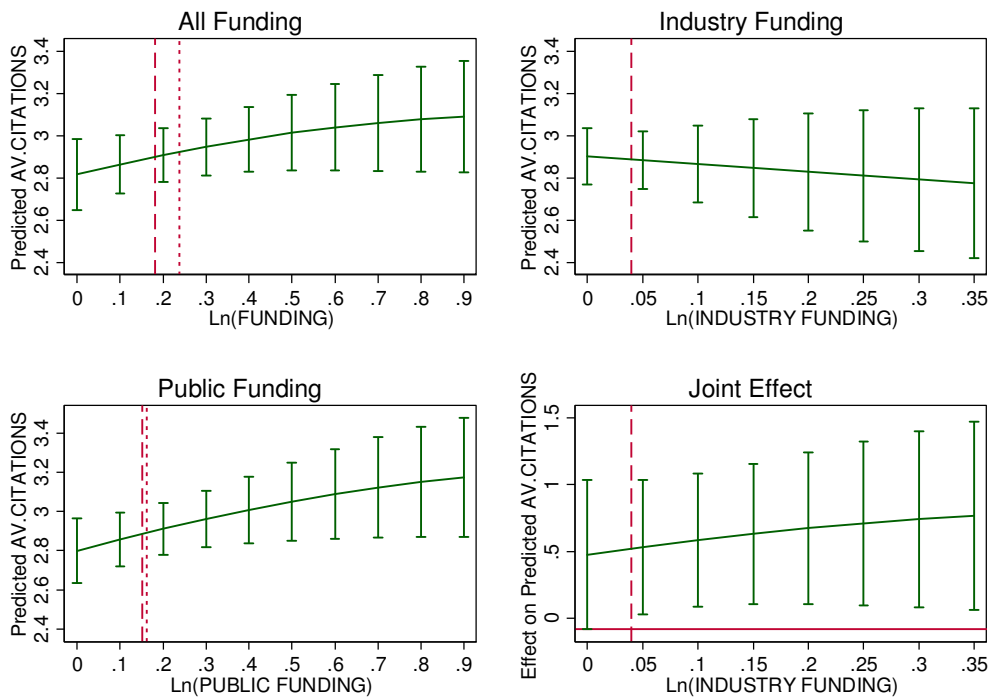 All Funding
Predicted AV.CITATIONS
3.4
3.2
3
2.8
2.6
2.4
0 .1 .2 .3 .4 .5 .6 .7 .8 .9
Ln(FUNDING)
Industry Funding
Predicted AV.CITATIONS
3.4
3.2
3
2.8
2.6
2.4
0 .05 .1 .15 .2 .25 .3 .35
Ln(INDUSTRY FUNDING)
Public Funding
Predicted AV.CITATIONS
3.4
3.2
3
2.8
2.6
2.4
0 .1 .2 .3 .4 .5 .6 .7 .8 .9
Ln(PUBLIC FUNDING)
Joint Effect
Effect on Predicted AV.CITATIONS
1.5
1
.5
0
0 .05 .1 .15 .2 .25 .3 .35
Ln(INDUSTRY FUNDING)